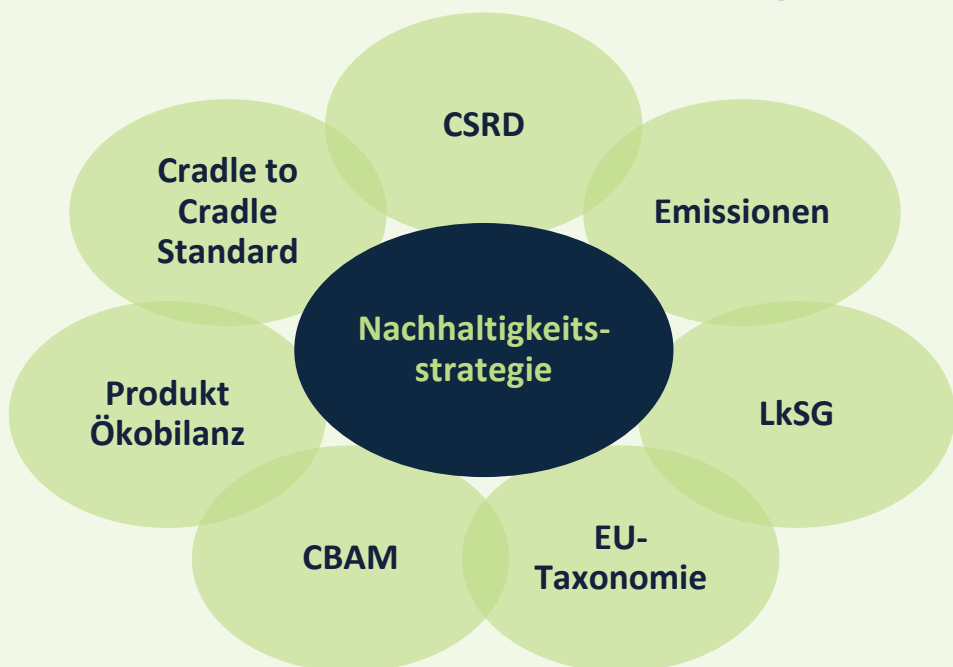 CSRD
Cradle to
Cradle
Standard
Emissionen
Nachhaltigkeits-
strategie
Produkt
Ökobilanz
LkSG
CBAM
EU-
Taxonomie